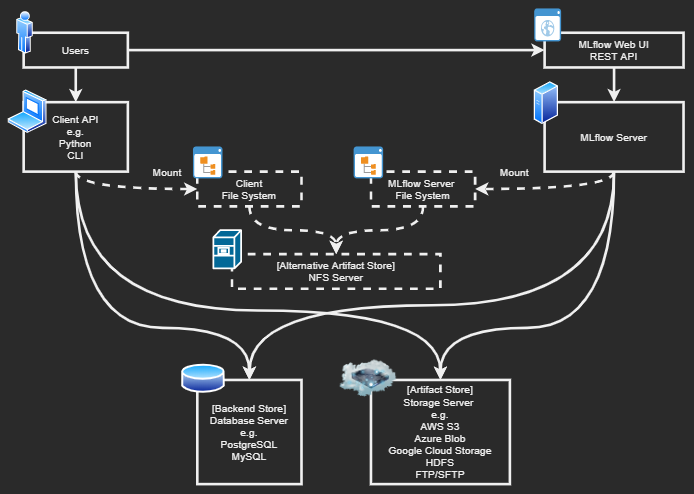 Users
MLflow Web UI
REST API
Client API
e.g.
Python
CLI
MLflow Server
Mount
Client
File System
MLflow Server
File System
Mount
[Alternative Artifact Store]
NFS Server
[Backend Store]
Database Server
e.g.
PostgreSQL
MySQL
[Artifact Store]
Storage Server
e.g.
AWS S3
Azure Blob
Google Cloud Storage
HDFS
FTP/SFTP